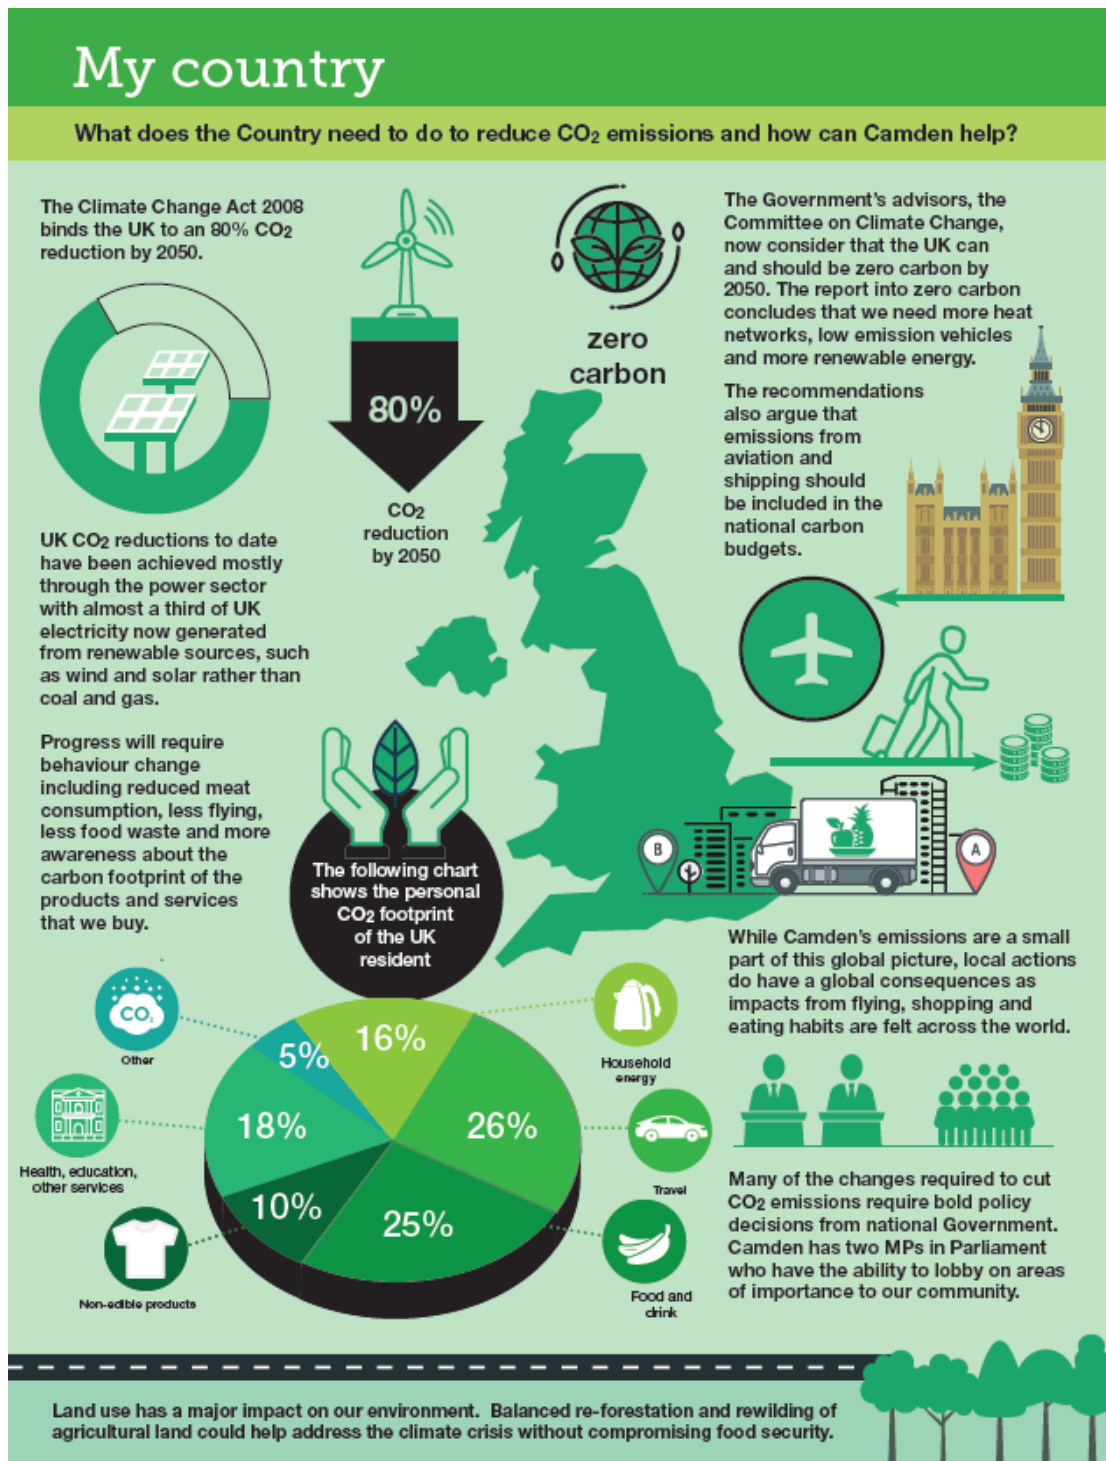 My country
What does the Country need to do to reduce CO₂ emissions and how can Camden help?
The Climate Change Act 2008
binds the UK to an 80% CO₂
reduction by 2050.
80%
CO₂
reduction
by 2050
zero
carbon
The Government's advisors, the
Committee on Climate Change,
now consider that the UK can
and should be zero carbon by
2050. The report into zero carbon
concludes that we need more heat
networks, low emission vehicles
and more renewable energy.
The recommendations
also argue that
emissions from
aviation and
shipping should
be included in the
national carbon
budgets.
UK CO₂ reductions to date
have been achieved mostly
through the power sector
with almost a third of UK
electricity now generated
from renewable sources, such
as wind and solar rather than
coal and gas.
Progress will require
behaviour change
including reduced meat
consumption, less flying,
less food waste and more
awareness about the
carbon footprint of the
products and services
that we buy.
The following chart
shows the personal
CO₂ footprint
of the UK
resident
B
A
While Camden's emissions are a small
part of this global picture, local actions
do have a global consequences as
impacts from flying, shopping and
eating habits are felt across the world.
CO₂
Other
5%
16%
Household
energy
18%
26%
Health, education,
other services
Travel
10%
25%
Non-edible products
Food and
drink
Many of the changes required to cut
CO₂ emissions require bold policy
decisions from national Government.
Camden has two MPs in Parliament
who have the ability to lobby on areas
of importance to our community.
Land use has a major impact on our environment. Balanced re-forestation and rewilding of
agricultural land could help address the climate crisis without compromising food security.